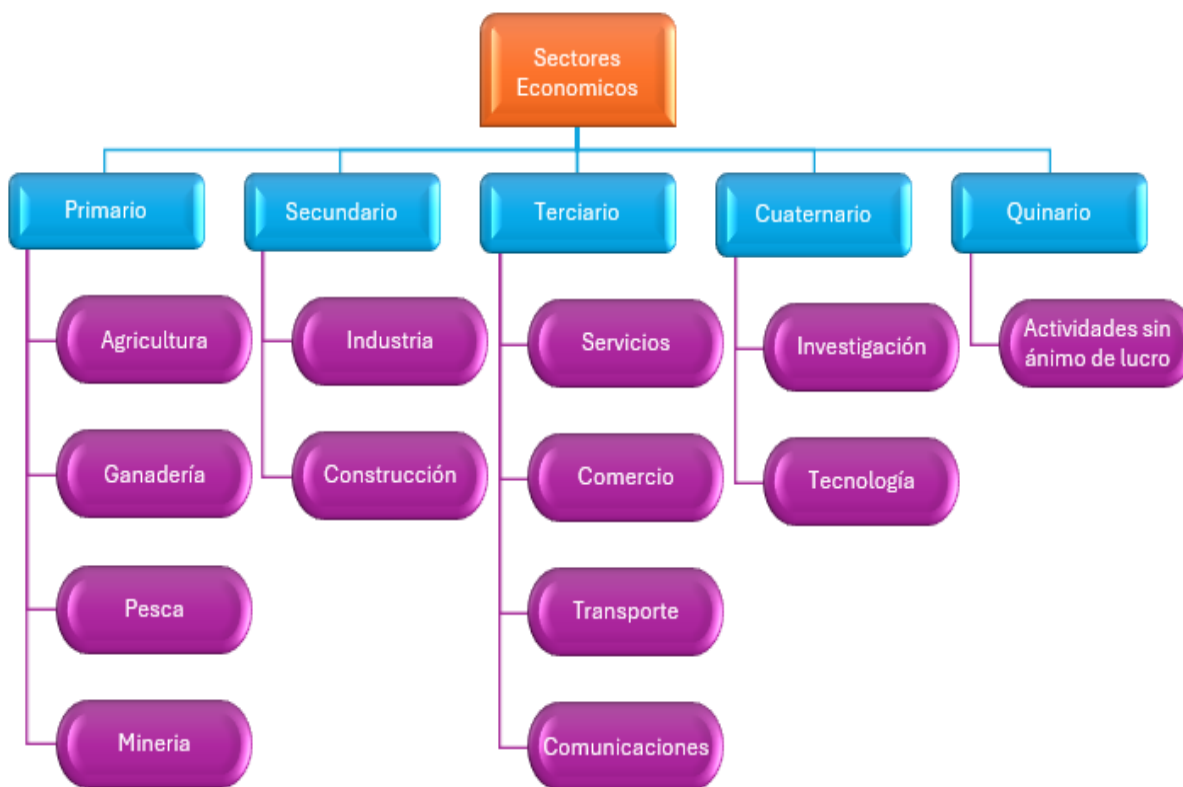 Sectores
Economicos
Primario
Secundario
Terciario
Cuaternario
Quinario
Agricultura
Industria
Servicios
Investigación
Actividades sin
ánimo de lucro
Ganadería
Construcción
Comercio
Tecnología
Pesca
Transporte
Mineria
Comunicaciones